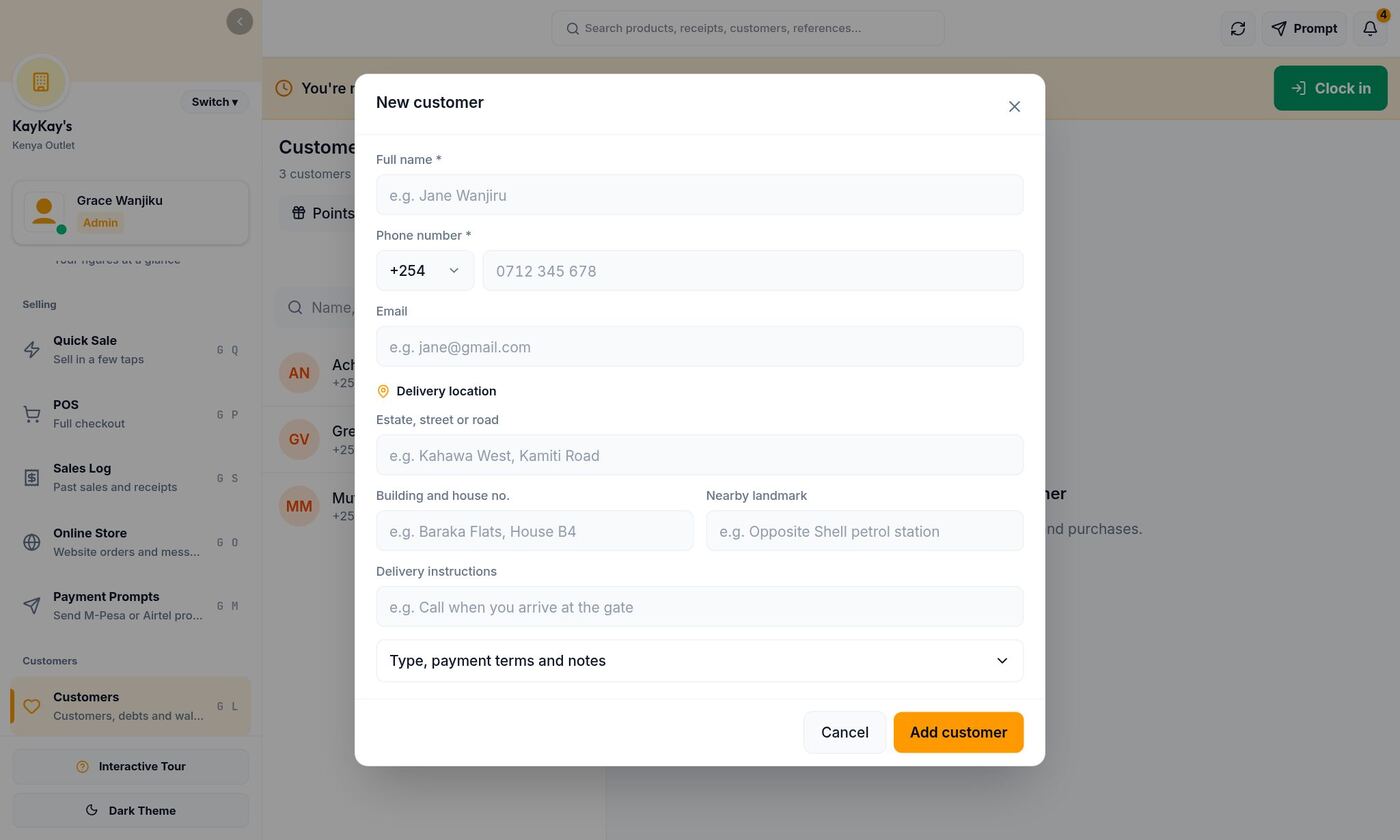 Search products, receipts, customers, references...
Prompt
4
Switch ▾
KayKay's
Kenya Outlet
Grace Wanjiku
Admin
Your figures at a glance
Selling
Quick Sale
G Q
Sell in a few taps
POS
G P
Full checkout
Sales Log
G S
Past sales and receipts
Online Store
G O
Website orders and mess...
Payment Prompts
G M
Send M-Pesa or Airtel pro...
Customers
Customers
G L
Customers, debts and wal...
Interactive Tour
Dark Theme
You're
Clock in
3 customers
Points
Name,
AN
+25
GV
Gre
+25
MM
+25
nd purchases.
New customer
Full name *
e.g. Jane Wanjiru
Phone number *
+254
0712 345 678
Email
e.g. jane@gmail.com
Delivery location
Estate, street or road
e.g. Kahawa West, Kamiti Road
Building and house no.
Nearby landmark
e.g. Baraka Flats, House B4
e.g. Opposite Shell petrol station
Delivery instructions
e.g. Call when you arrive at the gate
Type, payment terms and notes
Cancel
Add customer